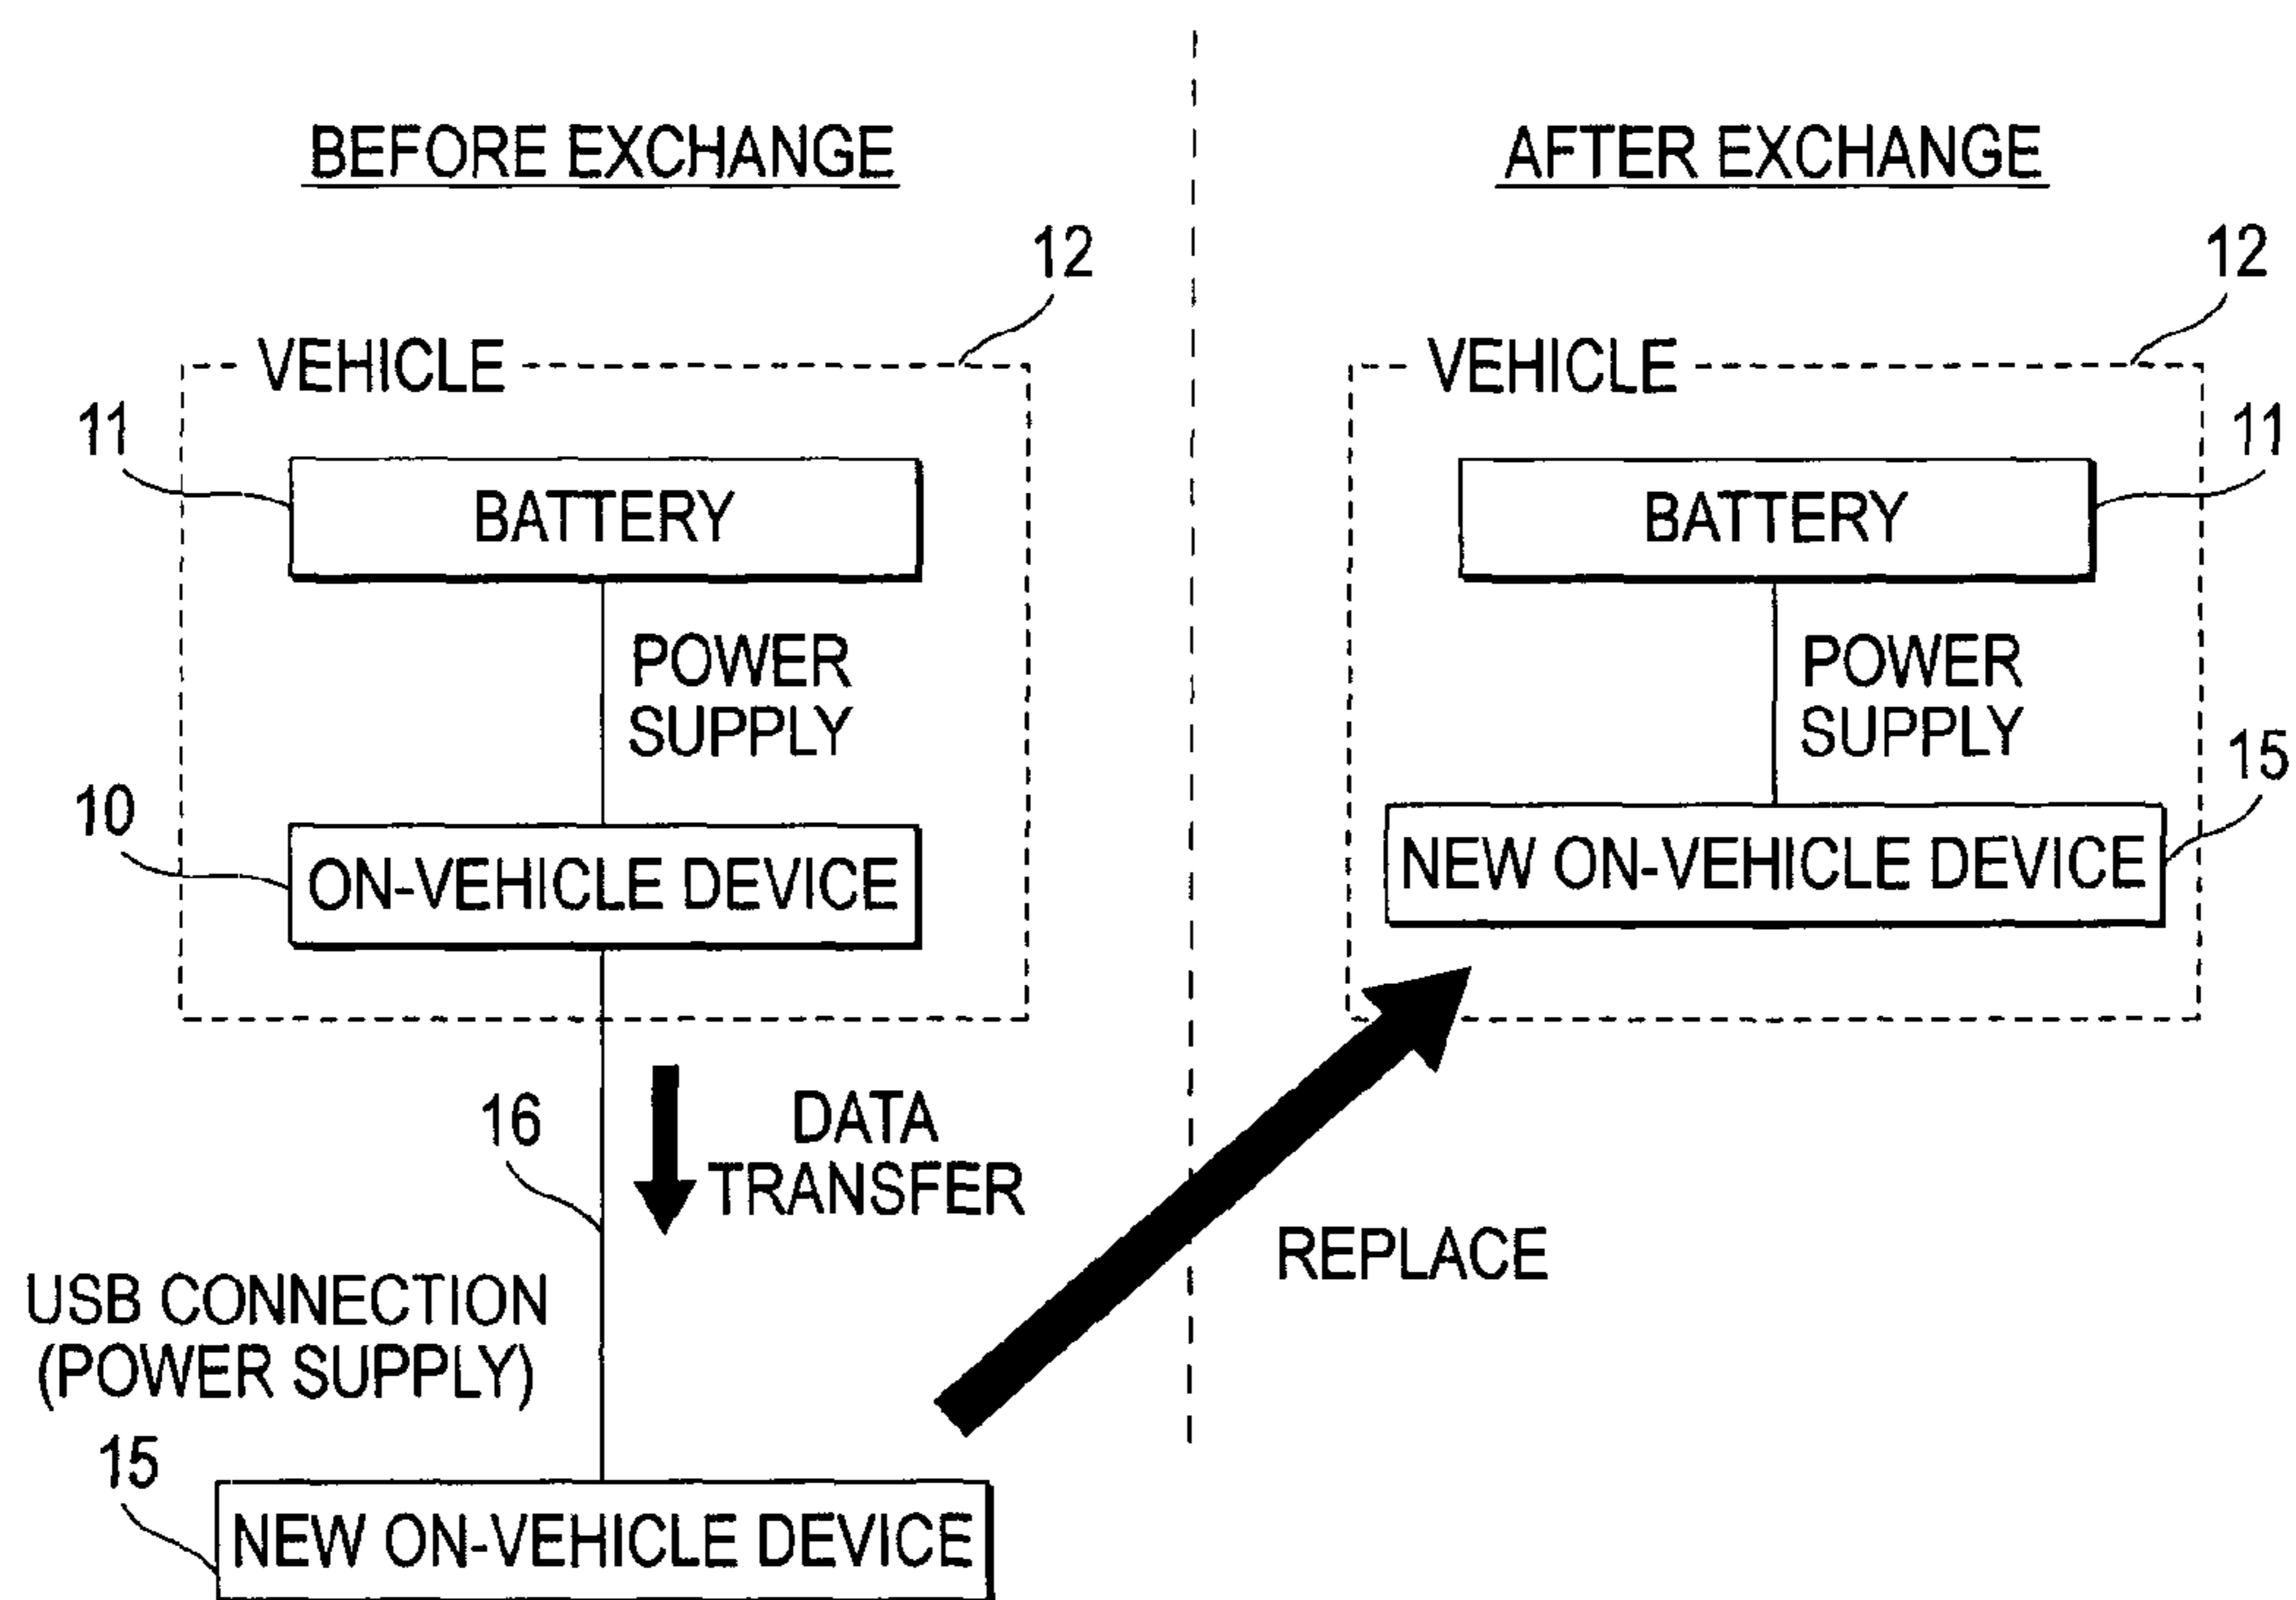 BEFORE EXCHANGE
12
VEHICLE
11
BATTERY
POWER
SUPPLY
10
ON-VEHICLE DEVICE
16
DATA
TRANSFER
USB CONNECTION
(POWER SUPPLY)
15
NEW ON-VEHICLE DEVICE
REPLACE
AFTER EXCHANGE
12
VEHICLE
11
BATTERY
POWER
SUPPLY
15
NEW ON-VEHICLE DEVICE